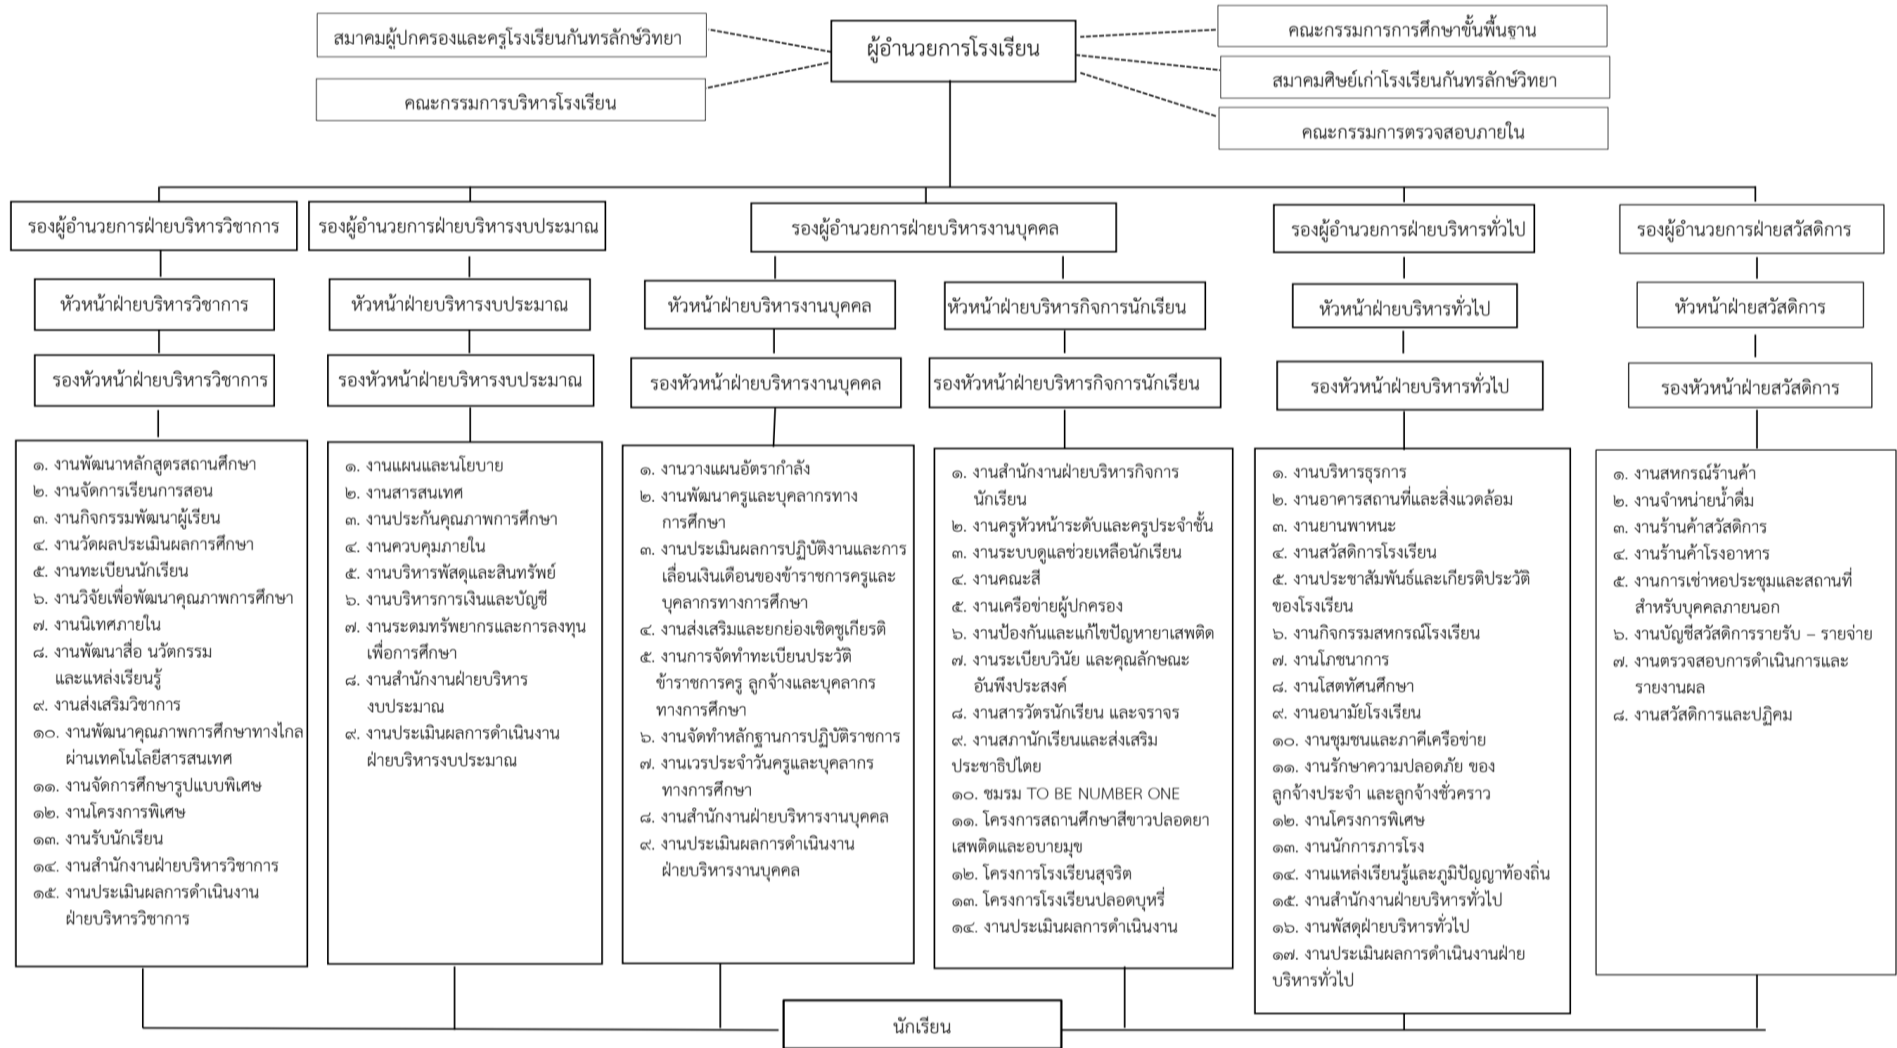 สมาคมผู้ปกครองและครูโรงเรียนกันทรลักษ์วิทยา
คณะกรรมการบริหารโรงเรียน
ผู้อำนวยการโรงเรียน
คณะกรรมการการศึกษาขั้นพื้นฐาน
สมาคมศิษย์เก่าโรงเรียนกันทรลักษ์วิทยา
คณะกรรมการตรวจสอบภายใน
รองผู้อำนวยการฝ่ายบริหารวิชาการ
รองผู้อำนวยการฝ่ายบริหารงบประมาณ
รองผู้อำนวยการฝ่ายบริหารงานบุคคล
รองผู้อำนวยการฝ่ายบริหารทั่วไป
รองผู้อำนวยการฝ่ายสวัสดิการ
หัวหน้าฝ่ายบริหารวิชาการ
หัวหน้าฝ่ายบริหารงบประมาณ
หัวหน้าฝ่ายบริหารงานบุคคล
หัวหน้าฝ่ายบริหารกิจการนักเรียน
หัวหน้าฝ่ายบริหารทั่วไป
หัวหน้าฝ่ายสวัสดิการ
รองหัวหน้าฝ่ายบริหารวิชาการ
รองหัวหน้าฝ่ายบริหารงบประมาณ
รองหัวหน้าฝ่ายบริหารงานบุคคล
รองหัวหน้าฝ่ายบริหารกิจการนักเรียน
รองหัวหน้าฝ่ายบริหารทั่วไป
รองหัวหน้าฝ่ายสวัสดิการ
๑. งานพัฒนาหลักสูตรสถานศึกษา
๒. งานจัดการเรียนการสอน
๓. งานกิจกรรมพัฒนาผู้เรียน
๔. งานวัดผลประเมินผลการศึกษา
๕. งานทะเบียนนักเรียน
๖. งานวิจัยเพื่อพัฒนาคุณภาพการศึกษา
๗. งานนิเทศภายใน
๘. งานพัฒนาสื่อ นวัตกรรม
และแหล่งเรียนรู้
๙. งานส่งเสริมวิชาการ
๑๐. งานพัฒนาคุณภาพการศึกษาทางไกล
ผ่านเทคโนโลยีสารสนเทศ
๑๑. งานจัดการศึกษารูปแบบพิเศษ
๑๒. งานโครงการพิเศษ
๑๓. งานรับนักเรียน
๑๔. งานสำนักงานฝ่ายบริหารวิชาการ
๑๕. งานประเมินผลการดำเนินงาน
ฝ่ายบริหารวิชาการ
๑. งานแผนและนโยบาย
๒. งานสารสนเทศ
๓. งานประกันคุณภาพการศึกษา
๔. งานควบคุมภายใน
๕. งานบริหารพัสดุและสินทรัพย์
๖. งานบริหารการเงินและบัญชี
๗. งานระดมทรัพยากรและการลงทุน
เพื่อการศึกษา
๘. งานสำนักงานฝ่ายบริหาร
งบประมาณ
๙. งานประเมินผลการดำเนินงาน
ฝ่ายบริหารงบประมาณ
๑. งานวางแผนอัตรากำลัง
๒. งานพัฒนาครูและบุคลากรทาง
การศึกษา
๓. งานประเมินผลการปฏิบัติงานและการ
เลื่อนเงินเดือนของข้าราชการครูและ
บุคลากรทางการศึกษา
๔. งานส่งเสริมและยกย่องเชิดชูเกียรติ
๕. งานการจัดทำทะเบียนประวัติ
ข้าราชการครู ลูกจ้างและบุคลากร
ทางการศึกษา
๖. งานจัดทำหลักฐานการปฏิบัติราชการ
๗. งานเวรประจำวันครูและบุคลากร
ทางการศึกษา
๘. งานสำนักงานฝ่ายบริหารงานบุคคล
๙. งานประเมินผลการดำเนินงาน
ฝ่ายบริหารงานบุคคล
๑. งานสำนักงานฝ่ายบริหารกิจการ
นักเรียน
๒. งานครูหัวหน้าระดับและครูประจำชั้น
๓. งานระบบดูแลช่วยเหลือนักเรียน
๔. งานคณะสี
๕. งานเครือข่ายผู้ปกครอง
๖. งานป้องกันและแก้ไขปัญหายาเสพติด
๗. งานระเบียบวินัย และคุณลักษณะ
อันพึงประสงค์
๘. งานสารวัตรนักเรียน และจราจร
๙. งานสภานักเรียนและส่งเสริม
ประชาธิปไตย
๑๐. ชมรม TO BE NUMBER ONE
๑๑. โครงการสถานศึกษาสีขาวปลอดยา
เสพติดและอบายมุข
๑๒. โครงการโรงเรียนสุจริต
๑๓. โครงการโรงเรียนปลอดบุหรี่
๑๔. งานประเมินผลการดำเนินงาน
๑. งานบริหารธุรการ
๒. งานอาคารสถานที่และสิ่งแวดล้อม
๓. งานยานพาหนะ
๔. งานสวัสดิการโรงเรียน
๕. งานประชาสัมพันธ์และเกียรติประวัติ
ของโรงเรียน
๖. งานกิจกรรมสหกรณ์โรงเรียน
๗. งานโภชนาการ
๘. งานโสตทัศนศึกษา
๙. งานอนามัยโรงเรียน
๑๐. งานชุมชนและภาคีเครือข่าย
๑๑. งานรักษาความปลอดภัย ของ
ลูกจ้างประจำ และลูกจ้างชั่วคราว
๑๒. งานโครงการพิเศษ
๑๓. งานนักการภารโรง
๑๔. งานแหล่งเรียนรู้และภูมิปัญญาท้องถิ่น
๑๕. งานสำนักงานฝ่ายบริหารทั่วไป
๑๖. งานพัสดุฝ่ายบริหารทั่วไป
๑๗. งานประเมินผลการดำเนินงานฝ่าย
บริหารทั่วไป
๑. งานสหกรณ์ร้านค้า
๒. งานจำหน่ายน้ำดื่ม
๓. งานร้านค้าสวัสดิการ
๔. งานร้านค้าโรงอาหาร
๕. งานการเช่าหอประชุมและสถานที่
สำหรับบุคคลภายนอก
๖. งานบัญชีสวัสดิการรายรับ – รายจ่าย
๗. งานตรวจสอบการดำเนินการและ
รายงานผล
๘. งานสวัสดิการและปฏิคม
นักเรียน